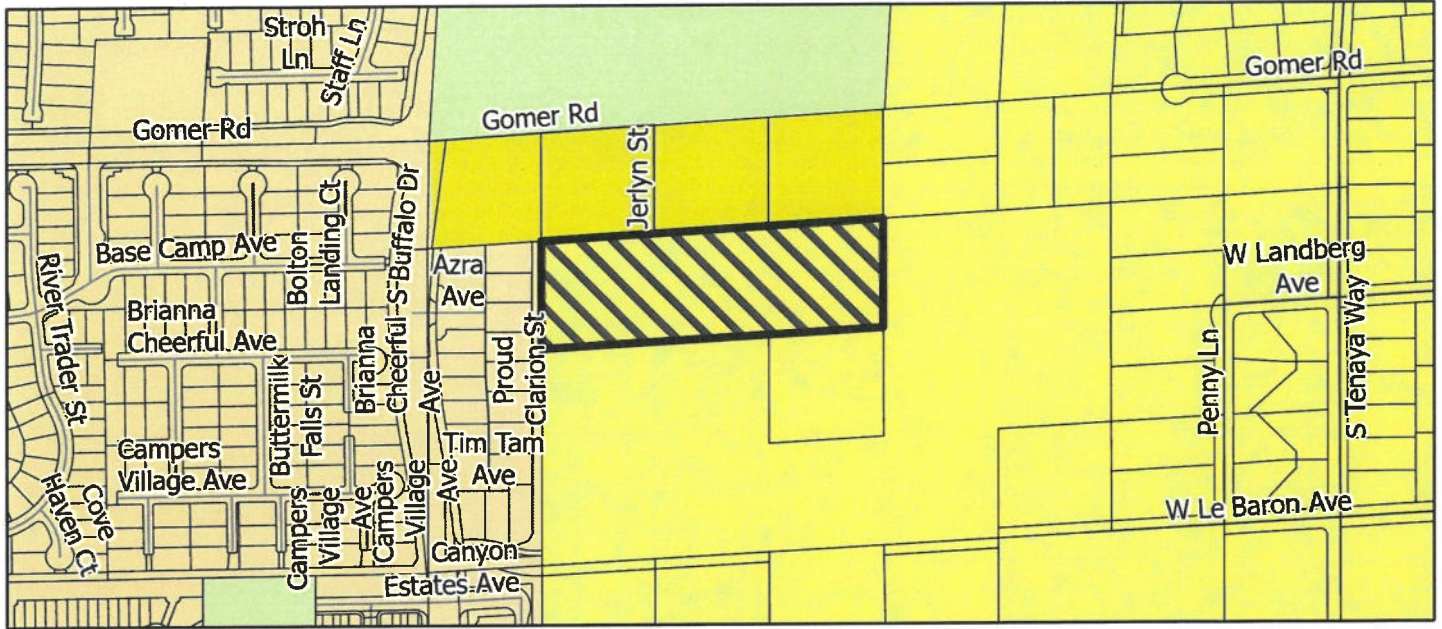 Stroh
Ln
Staff Ln
Gomer Rd
Gomer Rd
Gomer Rd
Jerlyn St
Bolton
Landing Ct
S Buffalo Dr
Base Camp Ave
Azra
Ave
W Landberg
Ave
River Trader St
Brianna
Cheerful Ave
Brianna
Cheerful
Ave
Proud
Clarion St
Penny Ln
S Tenaya Way
Buttermilk
Falls St
Campers
Village Ave
Tim Tam
Ave
Cove
Haven Ct
Campers
Village
Ave
Campers
Village
Ave
W Le Baron Ave
Canyon
Estates Ave